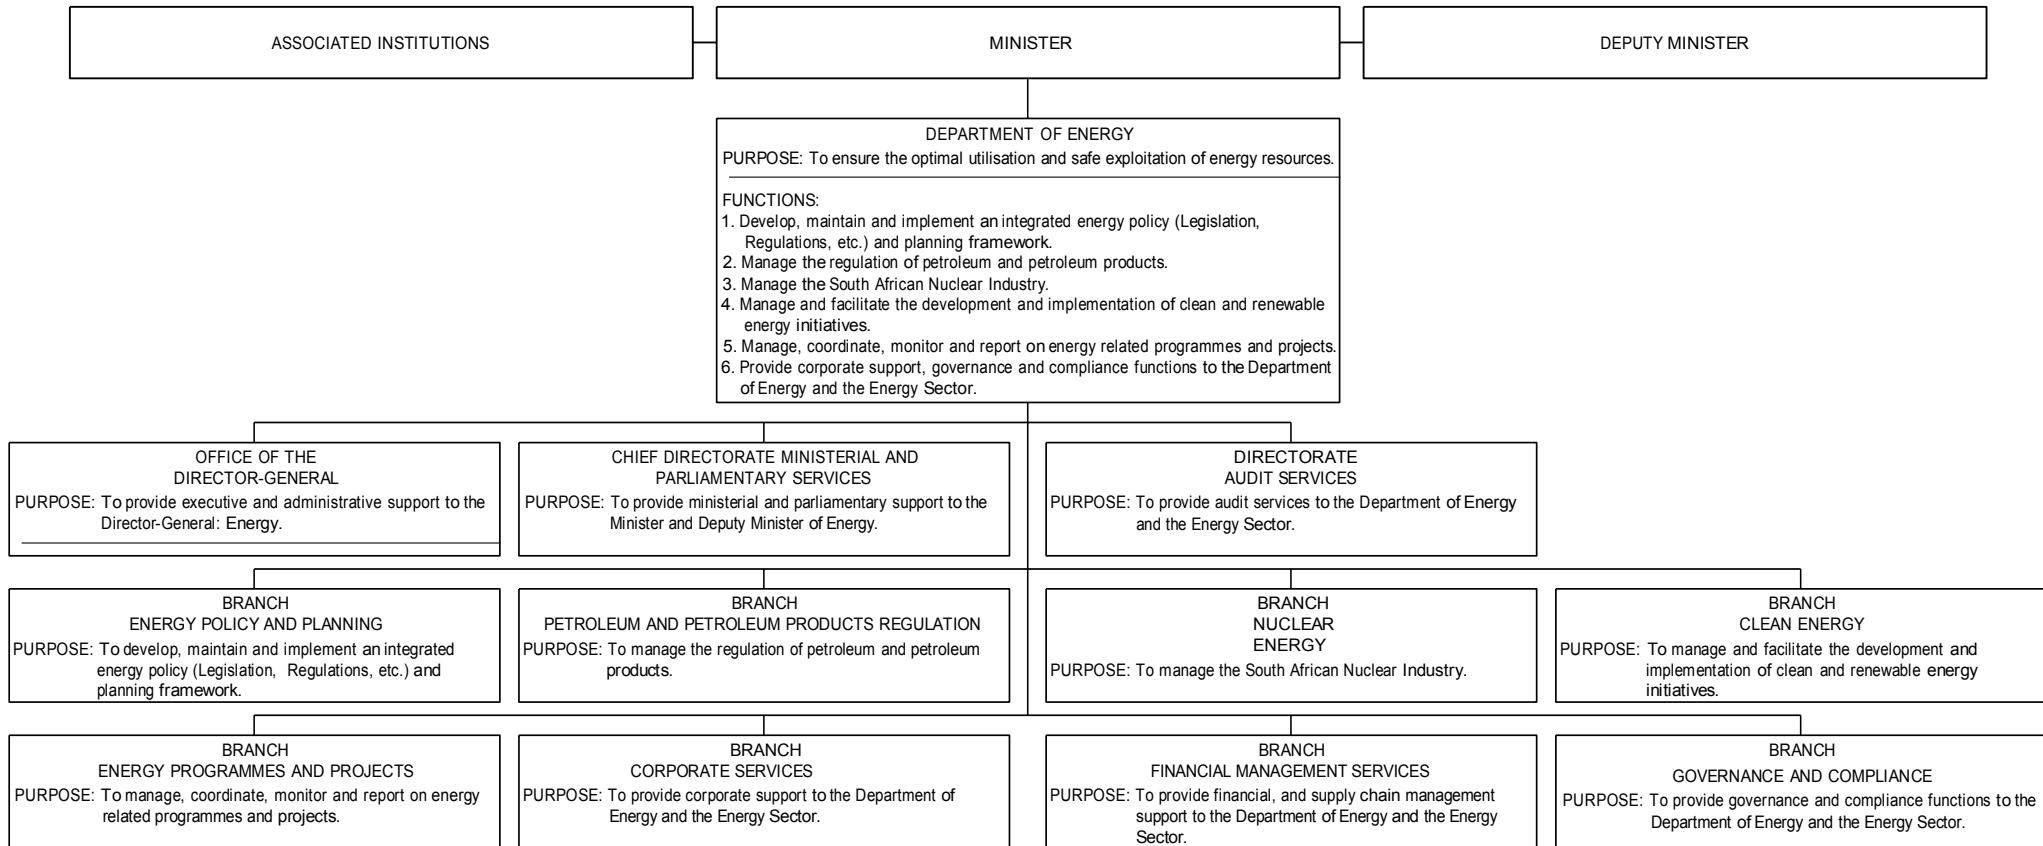 ASSOCIATED INSTITUTIONS
MINISTER
DEPUTY MINISTER
DEPARTMENT OF ENERGY
PURPOSE: To ensure the optimal utilisation and safe exploitation of energy resources.
FUNCTIONS:
1. Develop, maintain and implement an integrated energy policy (Legislation,
Regulations, etc.) and planning framework.
2. Manage the regulation of petroleum and petroleum products.
3. Manage the South African Nuclear Industry.
4. Manage and facilitate the development and implementation of clean and renewable
energy initiatives.
5. Manage, coordinate, monitor and report on energy related programmes and projects.
6. Provide corporate support, governance and compliance functions to the Department
of Energy and the Energy Sector.
OFFICE OF THE
DIRECTOR-GENERAL
PURPOSE: To provide executive and administrative support to the
Director-General: Energy.
CHIEF DIRECTORATE MINISTERIAL AND
PARLIAMENTARY SERVICES
PURPOSE: To provide ministerial and parliamentary support to the
Minister and Deputy Minister of Energy.
DIRECTORATE
AUDIT SERVICES
PURPOSE: To provide audit services to the Department of Energy
and the Energy Sector.
BRANCH
ENERGY POLICY AND PLANNING
PURPOSE: To develop, maintain and implement an integrated
energy policy (Legislation, Regulations, etc.) and
planning framework.
BRANCH
PETROLEUM AND PETROLEUM PRODUCTS REGULATION
PURPOSE: To manage the regulation of petroleum and petroleum
products.
BRANCH
NUCLEAR
ENERGY
PURPOSE: To manage the South African Nuclear Industry.
BRANCH
CLEAN ENERGY
PURPOSE: To manage and facilitate the development and
implementation of clean and renewable energy
initiatives.
BRANCH
ENERGY PROGRAMMES AND PROJECTS
PURPOSE: To manage, coordinate, monitor and report on energy
related programmes and projects.
BRANCH
CORPORATE SERVICES
PURPOSE: To provide corporate support to the Department of
Energy and the Energy Sector.
BRANCH
FINANCIAL MANAGEMENT SERVICES
PURPOSE: To provide financial, and supply chain management
support to the Department of Energy and the Energy
Sector.
BRANCH
GOVERNANCE AND COMPLIANCE
PURPOSE: To provide governance and compliance functions to the
Department of Energy and the Energy Sector.